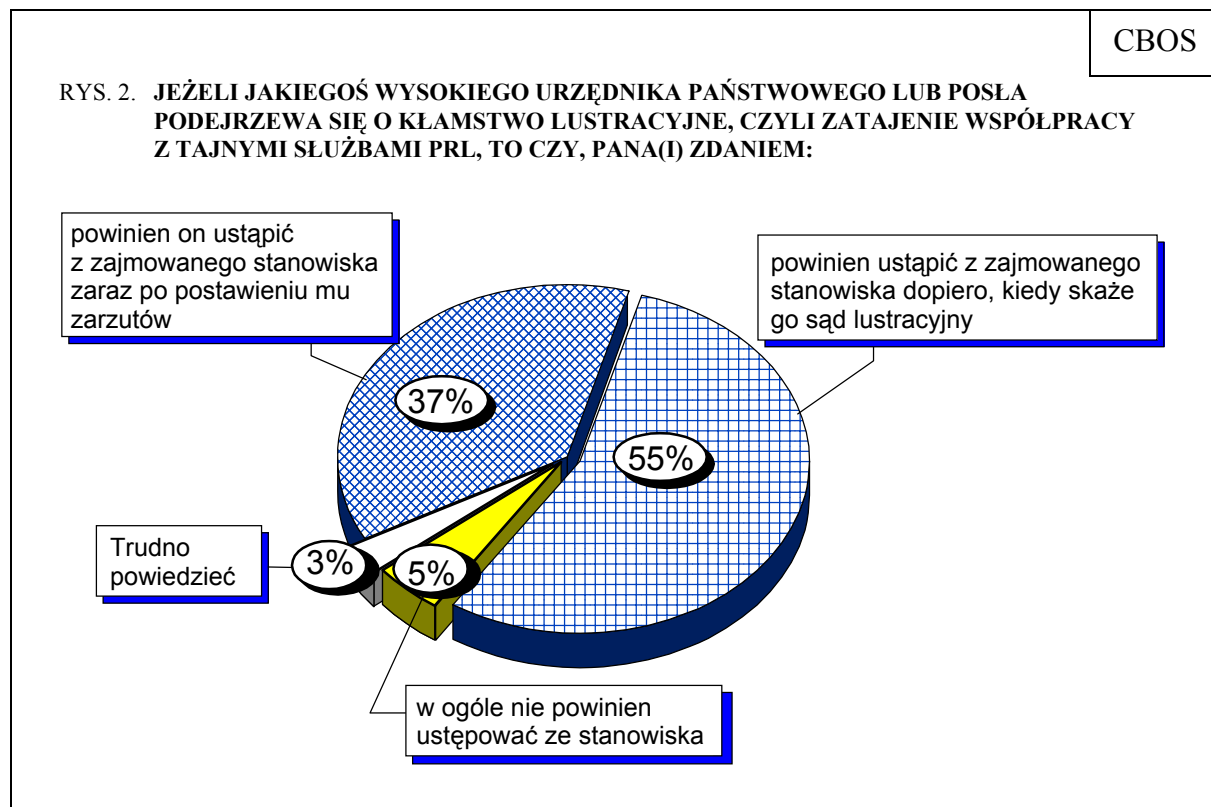 CBOS
RYS. 2. JEŻELI JAKIEGOŚ WYSOKIEGO URZĘDNIKA PAŃSTWOWEGO LUB POSŁA
PODEJRZEWA SIĘ O KŁAMSTWO LUSTRACYJNE, CZYLI ZATAJENIE WSPÓŁPRACY
Z TAJNYMI SŁUŻBAMI PRL, TO CZY, PANA(I) ZDANIEM:
powinien on ustąpić
z zajmowanego stanowiska
zaraz po postawieniu mu
zarzutów
powinien ustąpić z zajmowanego
stanowiska dopiero, kiedy skaże
go sąd lustracyjny
37%
55%
Trudno
powiedzieć
3%
5%
w ogóle nie powinien
ustępować ze stanowiska